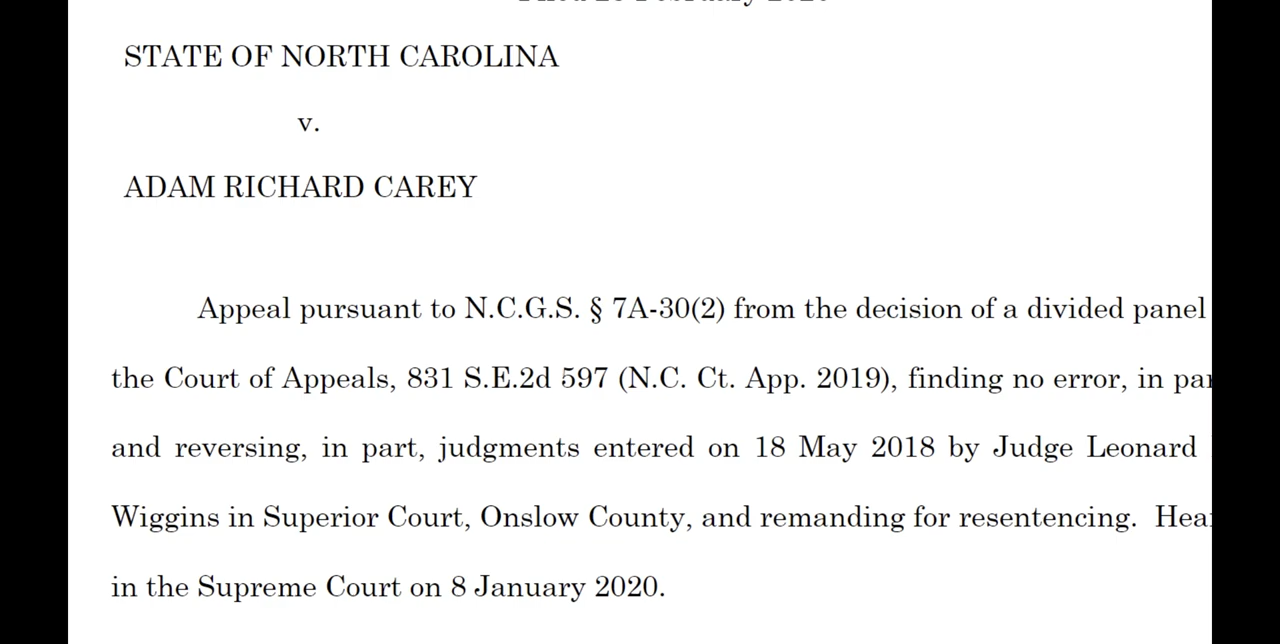 STATE OF NORTH CAROLINA
v.
ADAM RICHARD CAREY
Appeal pursuant to N.C.G.S. § 7A-30(2) from the decision of a divided panel
the Court of Appeals, 831 S.E.2d 597 (N.C. Ct. App. 2019), finding no error, in
and reversing, in part, judgments entered on 18 May 2018 by Judge Leonard
Wiggins in Superior Court, Onslow County, and remanding for resentencing.
in the Supreme Court on 8 January 2020.